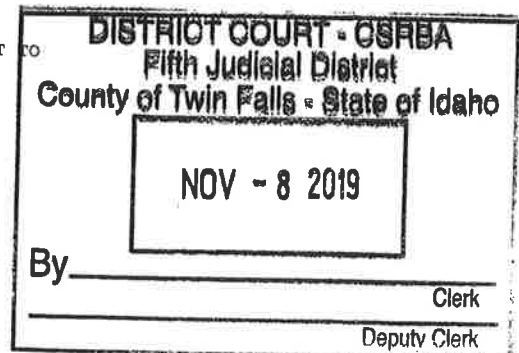 r to
DISTRICT COURT - CSRBA
Fifth Judicial District
County of Twin Falls - State of Idaho
NOV - 8 2019
By
Clerk
Deputy Clerk